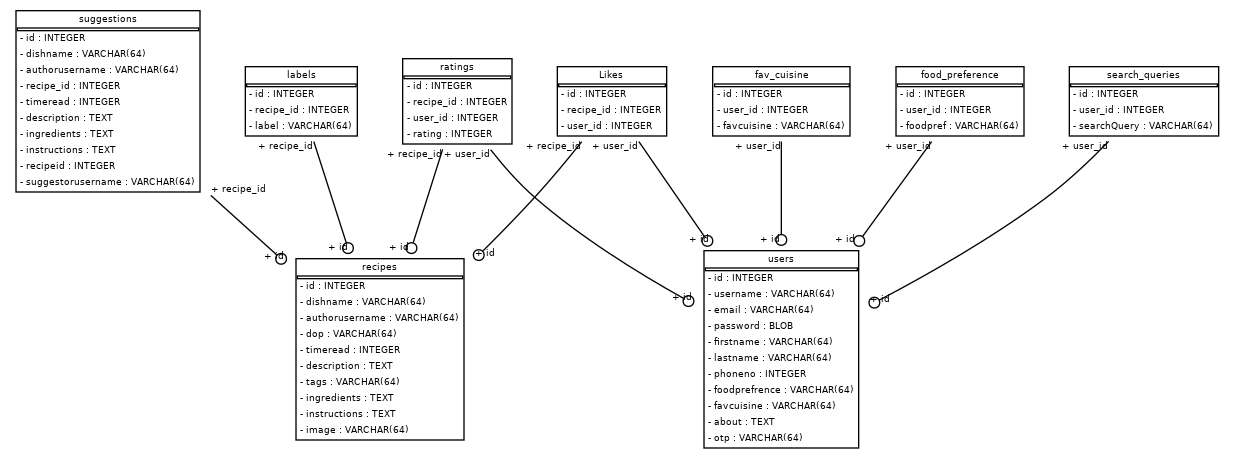 suggestions
- id : INTEGER
- dishname : VARCHAR(64)
- authorusername : VARCHAR(64)
- recipe_id : INTEGER
- timeread : INTEGER
- description : TEXT
- ingredients : TEXT
- instructions : TEXT
- recipeid : INTEGER
- suggestorusername : VARCHAR(64)
labels
- id : INTEGER
- recipe_id : INTEGER
- label : VARCHAR(64)
ratings
- id : INTEGER
- recipe_id : INTEGER
- user_id : INTEGER
- rating : INTEGER
Likes
- id : INTEGER
- recipe_id : INTEGER
- user_id : INTEGER
fav_cuisine
- id : INTEGER
- user_id : INTEGER
- favcuisine : VARCHAR(64)
food_preference
- id : INTEGER
- user_id : INTEGER
- foodpref : VARCHAR(64)
search_queries
- id : INTEGER
- user_id : INTEGER
- searchQuery : VARCHAR(64)
+ recipe_id
+ recipe_id
+ recipe_id
+ user_id
+ recipe_id
+ user_id
+ user_id
+ user_id
+ user_id
+ id
+ id
+ id
+ id
+ id
+ id
+ id
+ id
+ id
recipes
- id : INTEGER
- dishname : VARCHAR(64)
- authorusername : VARCHAR(64)
- dop : VARCHAR(64)
- timeread : INTEGER
- description : TEXT
- tags : VARCHAR(64)
- ingredients : TEXT
- instructions : TEXT
- image : VARCHAR(64)
users
- id : INTEGER
- username : VARCHAR(64)
- email : VARCHAR(64)
- password : BLOB
- firstname : VARCHAR(64)
- lastname : VARCHAR(64)
- phoneno : INTEGER
- foodprefrence : VARCHAR(64)
- favcuisine : VARCHAR(64)
- about : TEXT
- otp : VARCHAR(64)